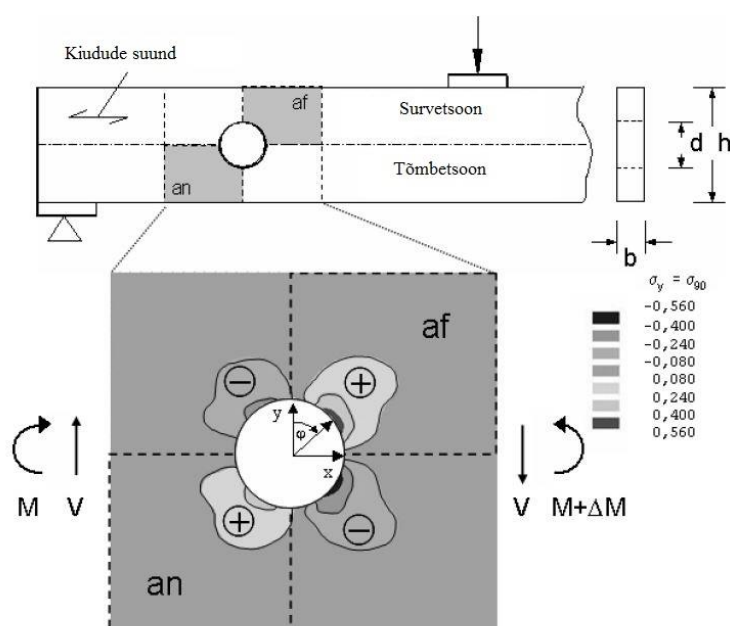 Kiudude suund
af
Survetsoon
d
h
Tõmbetsoon
an
b
σy = σ90
-0,560
-0,400
-0,240
-0,080
0,080
0,240
0,400
0,560
af
y
φ
x
M
V
V
M+ΔM
an